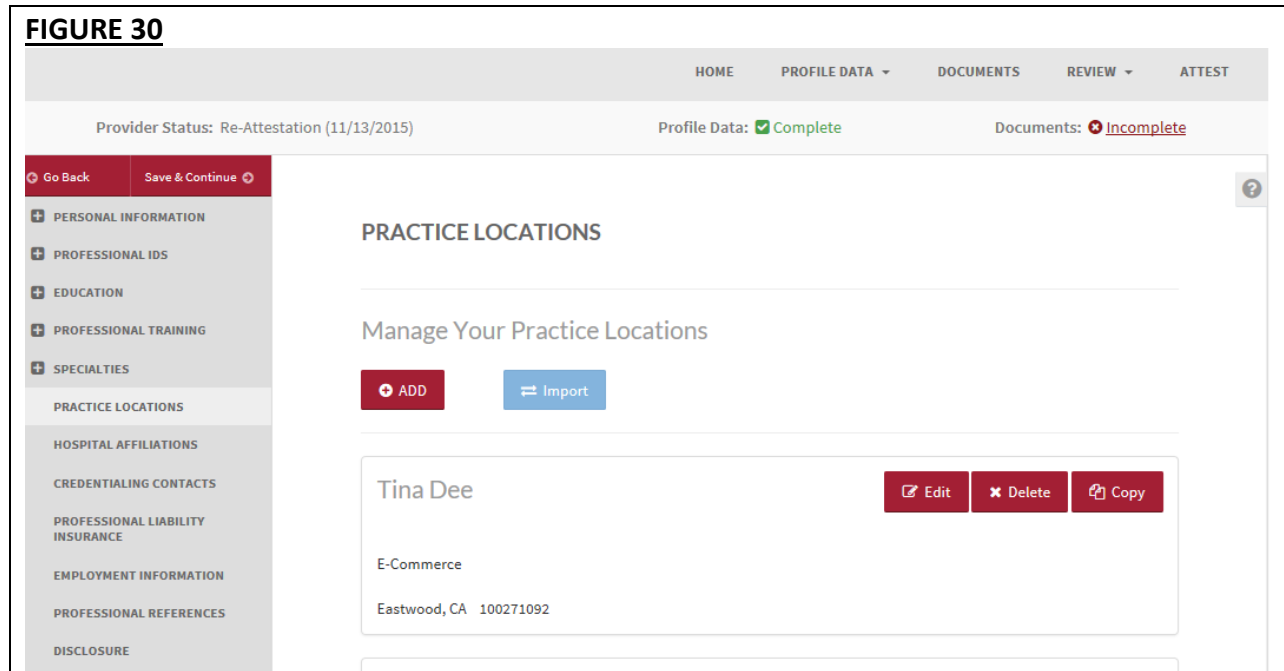 FIGURE 30
HOME PROFILE DATA DOCUMENTS REVIEW ATTEST
Provider Status: Re-Attestation (11/13/2015) Profile Data: Complete Documents: Incomplete
Go Back Save & Continue
PERSONAL INFORMATION
PROFESSIONAL IDS
EDUCATION
PROFESSIONAL TRAINING
SPECIALTIES
PRACTICE LOCATIONS
HOSPITAL AFFILIATIONS
CREDENTIALING CONTACTS
PROFESSIONAL LIABILITY
INSURANCE
EMPLOYMENT INFORMATION
PROFESSIONAL REFERENCES
DISCLOSURE
?
PRACTICE LOCATIONS
Manage Your Practice Locations
ADD Import
Tina Dee Edit Delete Copy
E-Commerce
Eastwood, CA 100271092